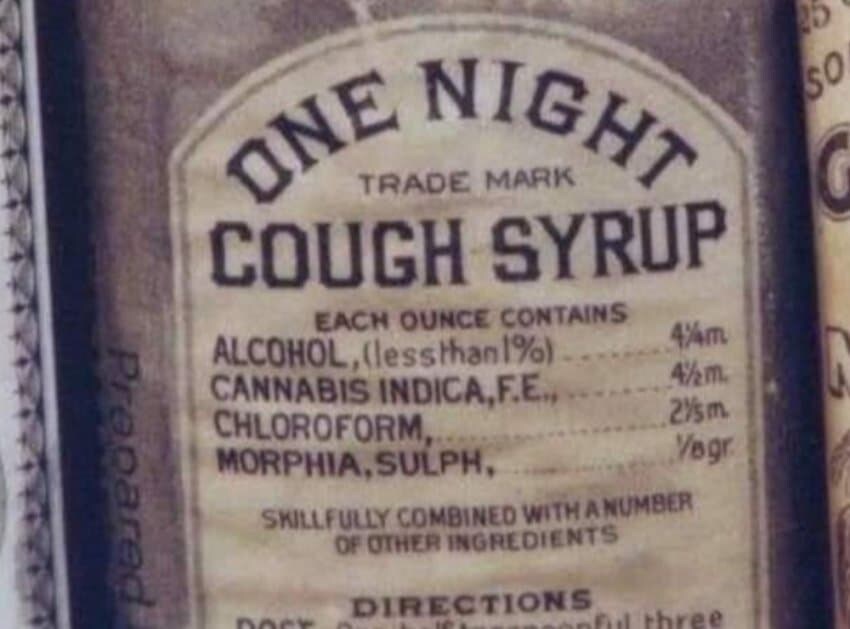 ONE NIGHT
TRADE MARK
COUGH SYRUP
EACH OUNCE CONTAINS
ALCOHOL,(less than 1%) 4¼m.
CANNABIS INDICA,F.E., 4½m.
CHLOROFORM, 2⅕m.
MORPHIA,SULPH, ⅛gr.
SKILLFULLY COMBINED WITH A NUMBER
OF OTHER INGREDIENTS
DIRECTIONS
three
Prepared